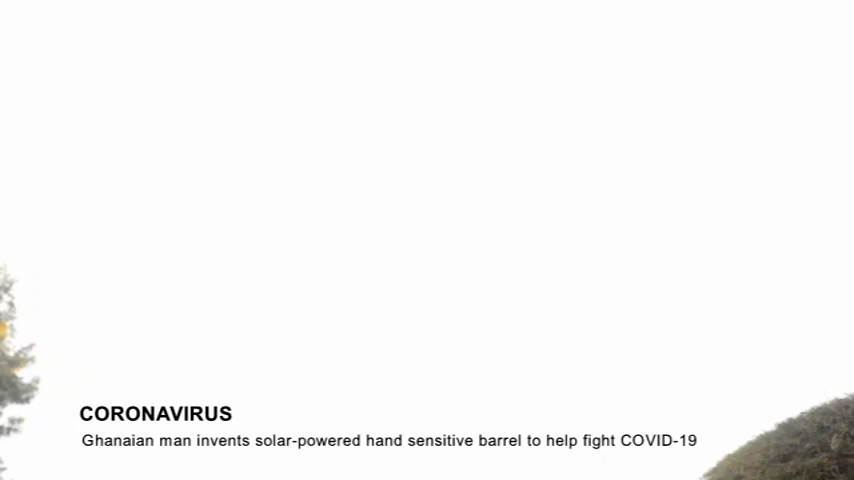 CORONAVIRUS
Ghanaian man invents solar-powered hand sensitive barrel to help fight COVID-19